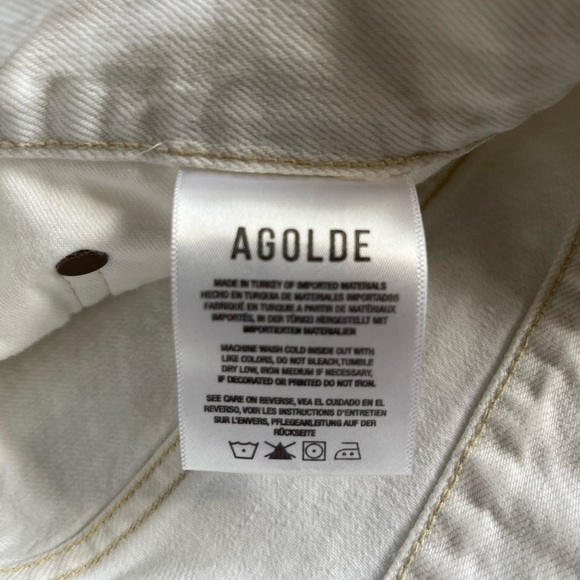 AGOLDE
MADE IN TURKEY OF IMPORTED MATERIALS
HECHO EN TURQUIA DE MATERIALES IMPORTADOS
FABRIQUÉ EN TURQUIE A PARTIR DE MATÉRIAUX
IMPORTÉS, IN DER TÜRKEI HERGESTELLT MIT
IMPORTIERTEN MATERIALIEN
MACHINE WASH COLD INSIDE OUT WITH
LIKE COLORS, DO NOT BLEACH,TUMBLE
DRY LOW, IRON MEDIUM IF NECESSARY,
IF DECORATED OR PRINTED DO NOT IRON.
SEE CARE ON REVERSE, VEA EL CUIDADO EN EL
REVERSO, VOIR LES INSTRUCTIONS D'ENTRETIEN
SUR L'ENVERS, PFLEGEANLEITUNG AUF DER
RÜCKSEITE